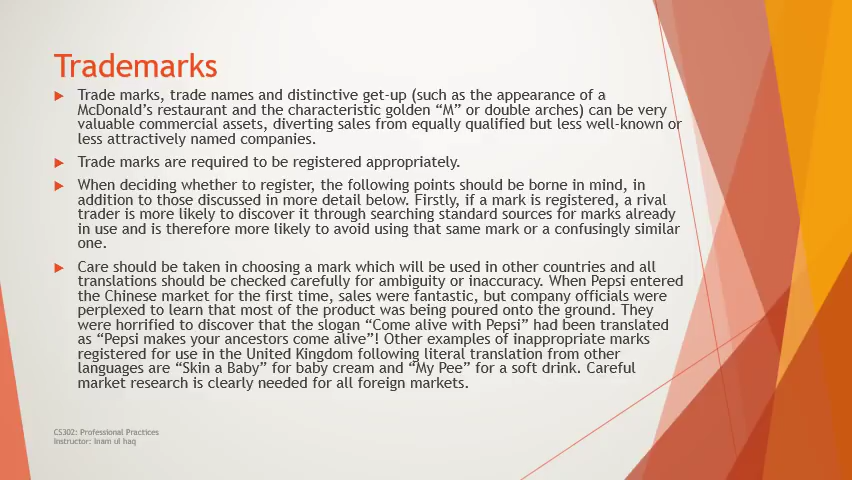 Trademarks
Trade marks, trade names and distinctive get-up (such as the appearance of a
McDonald's restaurant and the characteristic golden “M” or double arches) can be very
valuable commercial assets, diverting sales from equally qualified but less well-known or
less attractively named companies.
Trade marks are required to be registered appropriately.
When deciding whether to register, the following points should be borne in mind, in
addition to those discussed in more detail below. Firstly, if a mark is registered, a rival
trader is more likely to discover it through searching standard sources for marks already
in use and is therefore more likely to avoid using that same mark or a confusingly similar
one.
Care should be taken in choosing a mark which will be used in other countries and all
translations should be checked carefully for ambiguity or inaccuracy. When Pepsi entered
the Chinese market for the first time, sales were fantastic, but company officials were
perplexed to learn that most of the product was being poured onto the ground. They
were horrified to discover that the slogan “Come alive with Pepsi” had been translated
as “Pepsi makes your ancestors come alive”! Other examples of inappropriate marks
registered for use in the United Kingdom following literal translation from other
languages are “Skin a Baby” for baby cream and “My Pee” for a soft drink. Careful
market research is clearly needed for all foreign markets.
CS302: Professional Practices
Instructor: Inam ul haq